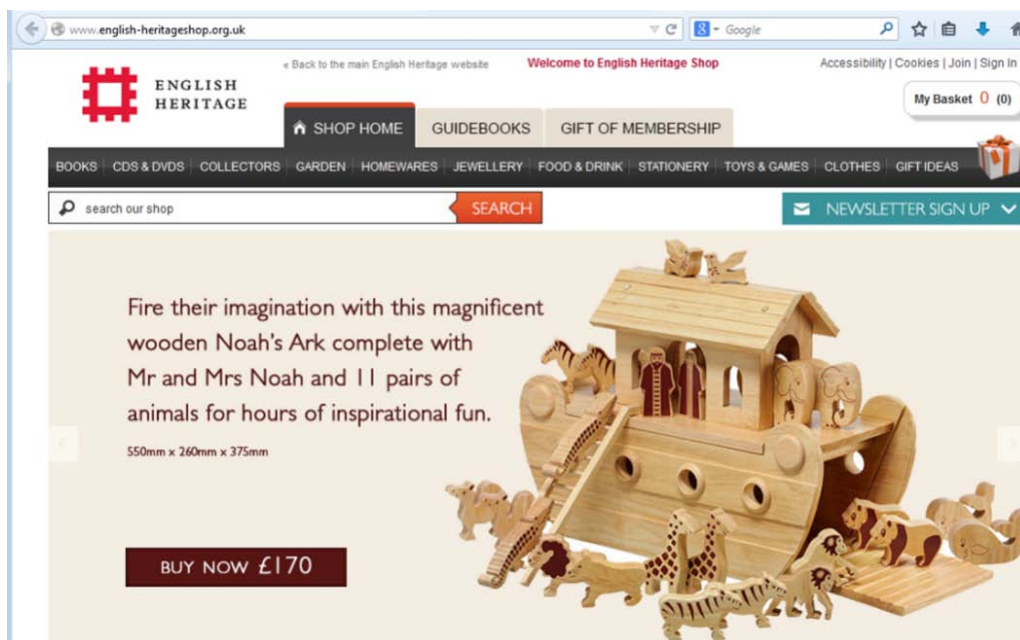 www.english-heritageshop.org.uk
Google
« Back to the main English Heritage website
Welcome to English Heritage Shop
Accessibility | Cookies | Join | Sign In
ENGLISH
HERITAGE
My Basket 0 (0)
SHOP HOME
GUIDEBOOKS
GIFT OF MEMBERSHIP
BOOKS CDS & DVDS COLLECTORS GARDEN HOMEWARES JEWELLERY FOOD & DRINK STATIONERY TOYS & GAMES CLOTHES GIFT IDEAS
search our shop
SEARCH
NEWSLETTER SIGN UP
Fire their imagination with this magnificent
wooden Noah's Ark complete with
Mr and Mrs Noah and 11 pairs of
animals for hours of inspirational fun.
550mm x 260mm x 375mm
BUY NOW £170